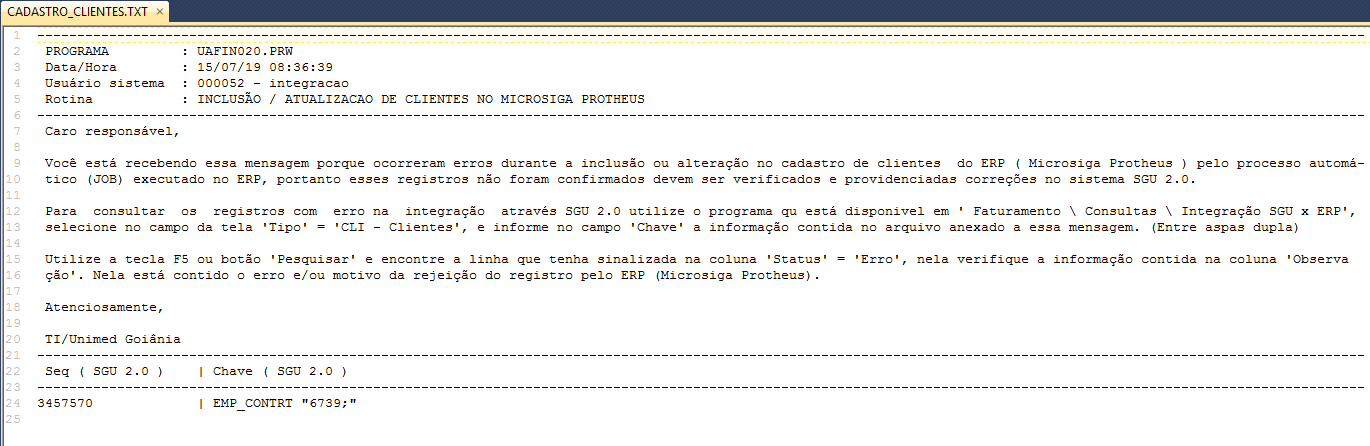 CADASTRO_CLIENTES.TXT ×
1 --------------------------------------------------------------------------------------------------------------------------------------------------------------
2 PROGRAMA : UAFIN020.PRW
3 Data/Hora : 15/07/19 08:36:39
4 Usuário sistema : 000052 - integracao
5 Rotina : INCLUSÃO / ATUALIZACAO DE CLIENTES NO MICROSIGA PROTHEUS
6 --------------------------------------------------------------------------------------------------------------------------------------------------------------
7 Caro responsável,
8
9 Você está recebendo essa mensagem porque ocorreram erros durante a inclusão ou alteração no cadastro de clientes do ERP ( Microsiga Protheus ) pelo processo automá-
10 tico (JOB) executado no ERP, portanto esses registros não foram confirmados devem ser verificados e providenciadas correções no sistema SGU 2.0.
11
12 Para consultar os registros com erro na integração através SGU 2.0 utilize o programa qu está disponivel em ' Faturamento \ Consultas \ Integração SGU x ERP',
13 selecione no campo da tela 'Tipo' = 'CLI - Clientes', e informe no campo 'Chave' a informação contida no arquivo anexado a essa mensagem. (Entre aspas dupla)
14
15 Utilize a tecla F5 ou botão 'Pesquisar' e encontre a linha que tenha sinalizada na coluna 'Status' = 'Erro', nela verifique a informação contida na coluna 'Observa
16 ção'. Nela está contido o erro e/ou motivo da rejeição do registro pelo ERP (Microsiga Protheus).
17
18 Atenciosamente,
19
20 TI/Unimed Goiânia
21 --------------------------------------------------------------------------------------------------------------------------------------------------------------
22 Seq ( SGU 2.0 ) | Chave ( SGU 2.0 )
23 --------------------------------------------------------------------------------------------------------------------------------------------------------------
24 3457570 | EMP_CONTRT "6739;"
25